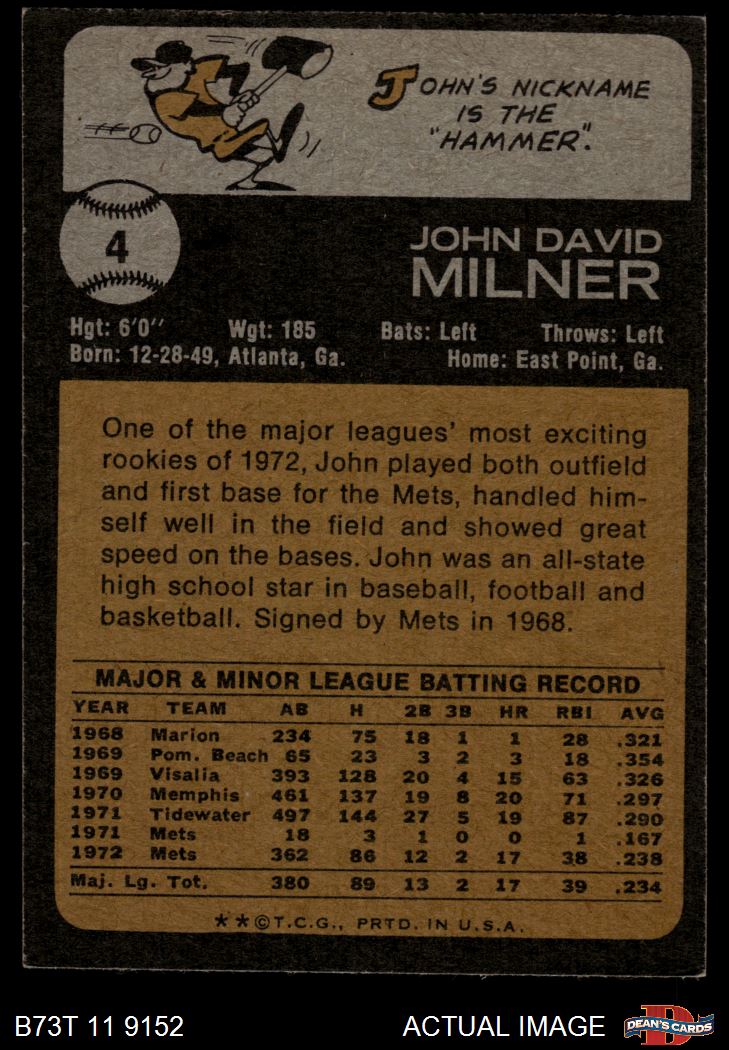 JOHN'S NICKNAME
IS THE
"HAMMER".
4
JOHN DAVID
MILNER
Hgt: 6'0'' Wgt: 185 Bats: Left Throws: Left
Born: 12-28-49, Atlanta, Ga. Home: East Point, Ga.
One of the major leagues' most exciting
rookies of 1972, John played both outfield
and first base for the Mets, handled him-
self well in the field and showed great
speed on the bases. John was an all-state
high school star in baseball, football and
basketball. Signed by Mets in 1968.
MAJOR & MINOR LEAGUE BATTING RECORD
YEAR TEAM AB H 2B 3B HR RBI AVG
1968 Marion 234 75 18 1 1 28 .321
1969 Pom. Beach 65 23 3 2 3 18 .354
1969 Visalia 393 128 20 4 15 63 .326
1970 Memphis 461 137 19 8 20 71 .297
1971 Tidewater 497 144 27 5 19 87 .290
1971 Mets 18 3 1 0 0 1 .167
1972 Mets 362 86 12 2 17 38 .238
Maj. Lg. Tot. 380 89 13 2 17 39 .234
★★©T.C.G., PRTD. IN U.S.A.
B73T 11 9152 ACTUAL IMAGE D DEAN'S CARDS